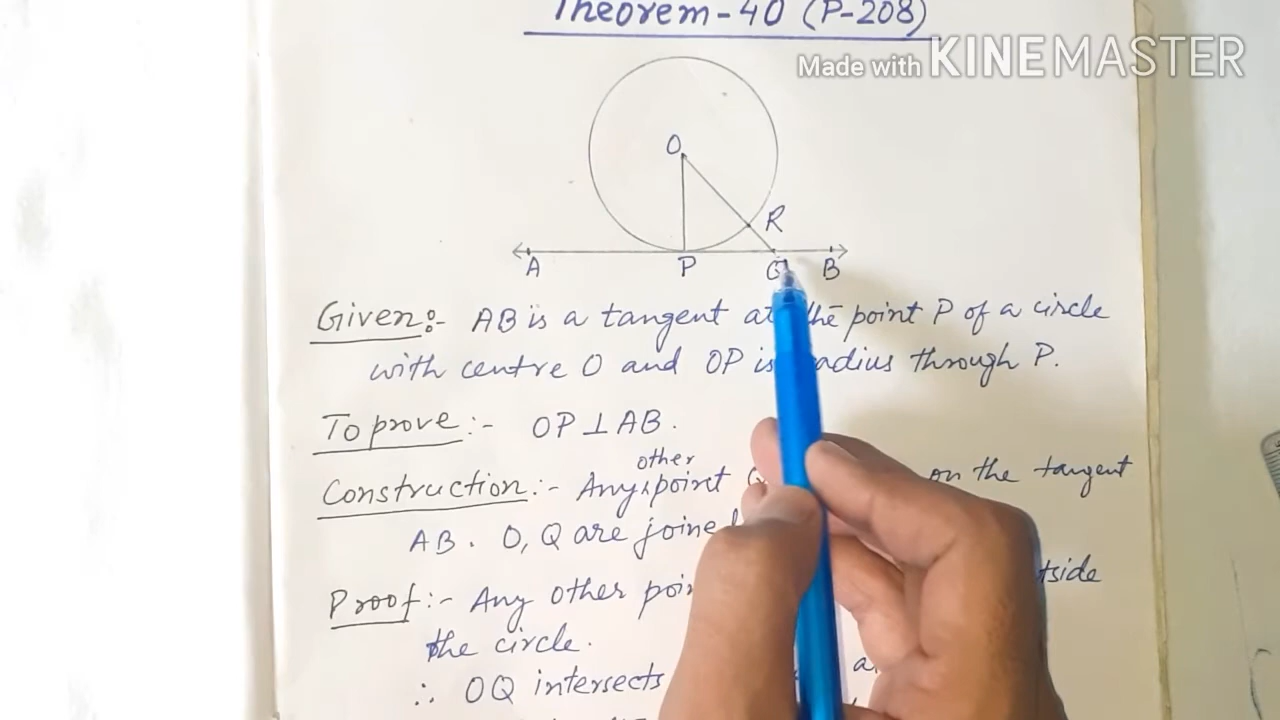 Theorem-40 (P-208)
Made with KINEMASTER
O
R
A P Q B
Given:- AB is a tangent at the point P of a circle
with centre O and OP is radius through P.
To prove:- OP⊥AB.
other
Construction:- Any point on the tangent
AB. O, Q are joined
Proof:- Any other
the circle.
∴ OQ intersects